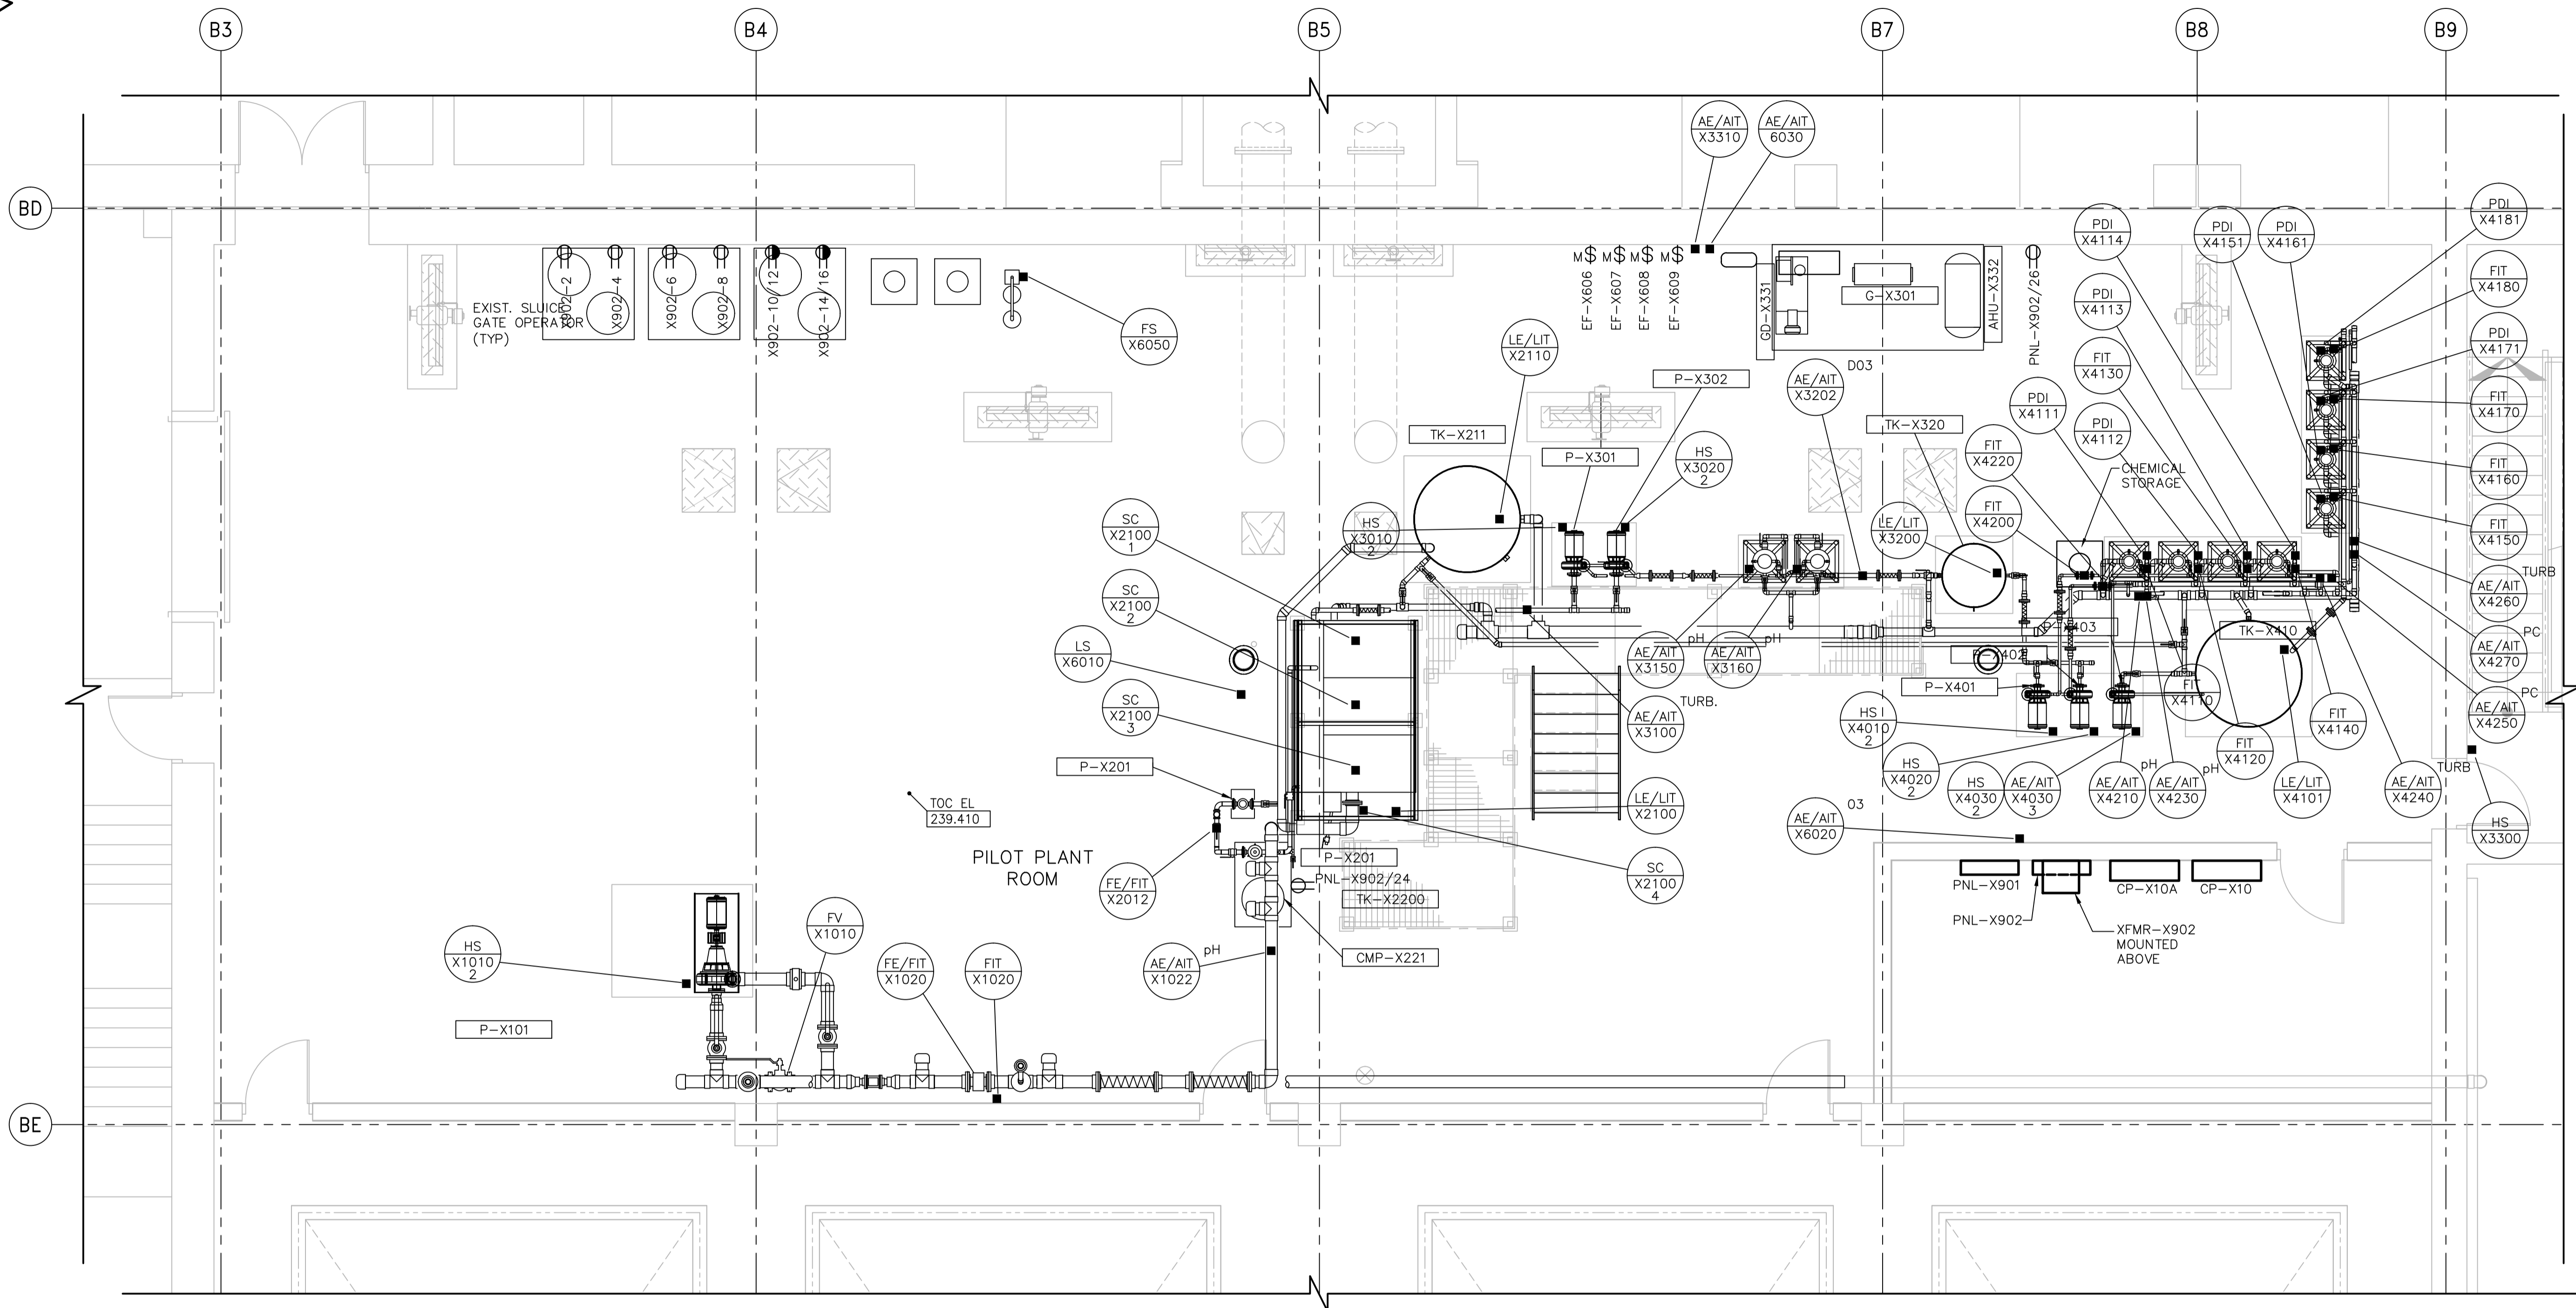 B3
B4
B5
B7
B8
B9
BD
BE
AE/AIT
X3310
AE/AIT
6030
PDI
X4181
PDI
X4114
PDI
X4151
PDI
X4161
FIT
X4180
PDI
X4113
PDI
X4171
FIT
X4130
FIT
X4170
PDI
X4111
PDI
X4112
FIT
X4160
FIT
X4220
CHEMICAL
STORAGE
FIT
X4200
FIT
X4150
TURB
AE/AIT
X4260
PC
AE/AIT
X4270
PC
AE/AIT
X4250
EXIST. SLUICE
GATE OPERATOR
(TYP)
X902-2
X902-4
X902-6
X902-8
X902-10/12
X902-14/16
FS
X6050
M$
M$
M$
M$
EF-X606
EF-X607
EF-X608
EF-X609
GD-X331
G-X301
AHU-X332
PNL-X902/26
LE/LIT
X2110
D03
P-X302
AE/AIT
X3202
TK-X211
P-X301
TK-X320
HS
X3020
2
HS
X3010
2
LE/LIT
X3200
SC
X2100
1
SC
X2100
2
LS
X6010
SC
X2100
3
P-X201
pH
AE/AIT
X3150
pH
AE/AIT
X3160
TURB.
AE/AIT
X3100
P-X403
P-X402
P-X401
TK-X410
FIT
X4110
FIT
X4140
FIT
X4120
HS
X4010
2
HS
X4020
2
HS
X4030
2
AE/AIT
X4030
3
pH
AE/AIT
X4210
pH
AE/AIT
X4230
LE/LIT
X4101
TURB
AE/AIT
X4240
HS
X3300
03
AE/AIT
X6020
LE/LIT
X2100
SC
X2100
4
TOC EL
239.410
PILOT PLANT
ROOM
P-X201
PNL-X902/24
TK-X2200
FE/FIT
X2012
CMP-X221
pH
AE/AIT
X1022
HS
X1010
2
FV
X1010
FE/FIT
X1020
FIT
X1020
P-X101
PNL-X901
PNL-X902
CP-X10A
CP-X10
XFMR-X902
MOUNTED
ABOVE